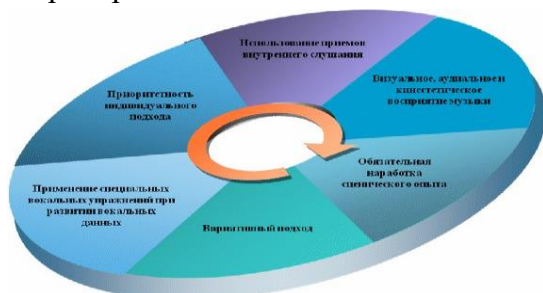 Использование приемов
внутреннего слушания
Визуальное, аудиальное и
кинестетическое
восприятие музыки
Обязательная
наработка
сценического опыта
Вариативный подход
Применение специальных
вокальных упражнений при
развитии вокальных
данных
Приоритетность
индивидуального
подхода